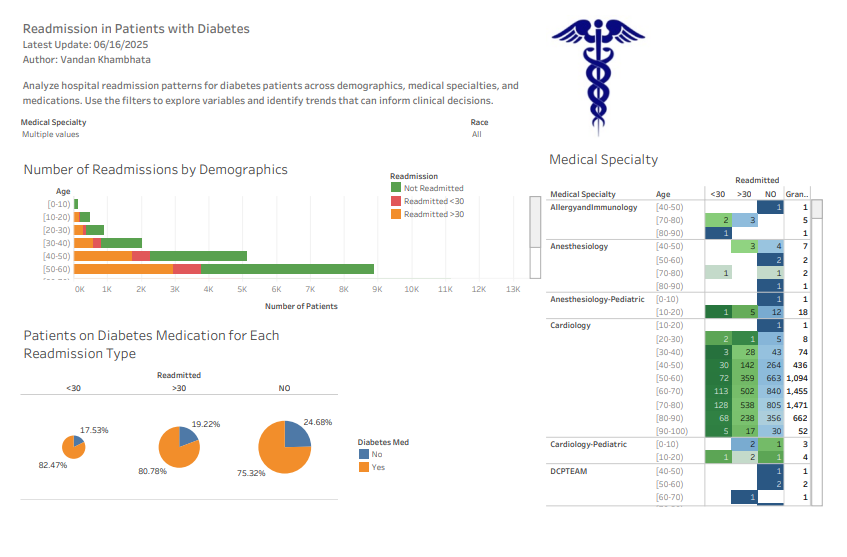 Readmission in Patients with Diabetes
Latest Update: 06/16/2025
Author: Vandan Khambhata
Analyze hospital readmission patterns for diabetes patients across demographics, medical specialties, and
medications. Use the filters to explore variables and identify trends that can inform clinical decisions.
Medical Specialty
Multiple values
Race
All
Number of Readmissions by Demographics
Readmission
Not Readmitted
Readmitted <30
Readmitted >30
Age
[0-10)
[10-20)
[20-30)
[30-40)
[40-50)
[50-60)
0K 1K 2K 3K 4K 5K 6K 7K 8K 9K 10K 11K 12K 13K
Number of Patients
Patients on Diabetes Medication for Each
Readmission Type
Readmitted
<30 >30 NO
17.53%
82.47%
19.22%
80.78%
24.68%
75.32%
Diabetes Med
No
Yes
Medical Specialty
Readmitted
Medical Specialty Age <30 >30 NO Gran..
AllergyandImmunology [40-50) 1 1
[70-80) 2 3 5
[80-90) 1 1
Anesthesiology [40-50) 3 4 7
[50-60) 2 2
[70-80) 1 1 2
[80-90) 1 1
Anesthesiology-Pediatric [0-10) 1 1
[10-20) 1 5 12 18
Cardiology [10-20) 1 1
[20-30) 2 1 5 8
[30-40) 3 28 43 74
[40-50) 30 142 264 436
[50-60) 72 359 663 1,094
[60-70) 113 502 840 1,455
[70-80) 128 538 805 1,471
[80-90) 68 238 356 662
[90-100) 5 17 30 52
Cardiology-Pediatric [0-10) 2 1 3
[10-20) 1 2 1 4
DCPTEAM [40-50) 1 1
[50-60) 2 2
[60-70) 1 1